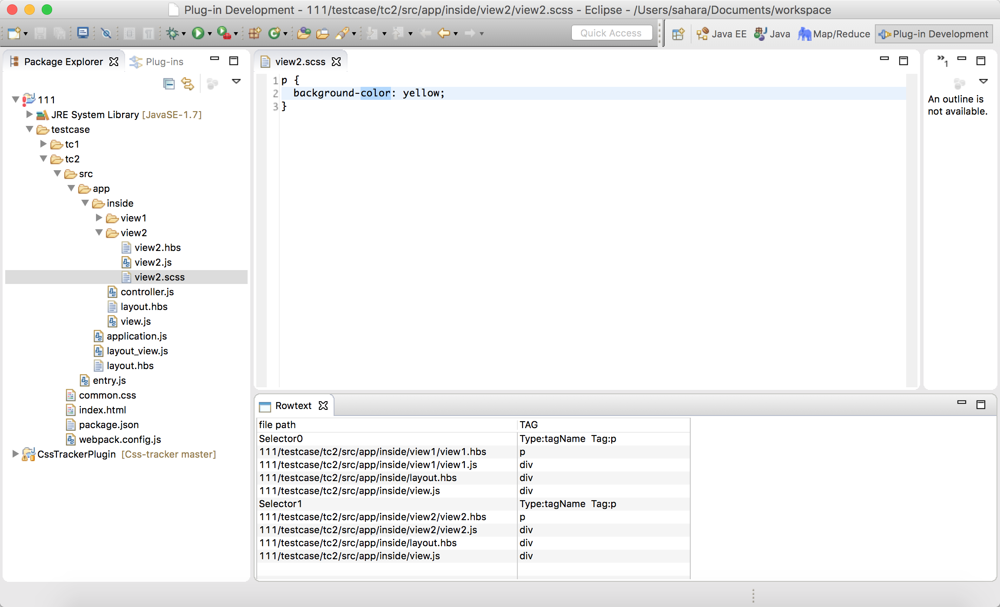 Plug-in Development - 111/testcase/tc2/src/app/inside/view2/view2.scss - Eclipse - /Users/sahara/Documents/workspace
Quick Access
Java EE
Java
Map/Reduce
Plug-in Development
Package Explorer
Plug-ins
111
JRE System Library [JavaSE-1.7]
testcase
tc1
tc2
src
app
inside
view1
view2
view2.hbs
view2.js
view2.scss
controller.js
layout.hbs
view.js
application.js
layout_view.js
layout.hbs
entry.js
common.css
index.html
package.json
webpack.config.js
CssTrackerPlugin [Css-tracker master]
view2.scss
1 p {
2 background-color: yellow;
3 }
»1
An outline is
not available.
Rowtext
file path TAG
Selector0 Type:tagName Tag:p
111/testcase/tc2/src/app/inside/view1/view1.hbs p
111/testcase/tc2/src/app/inside/view1/view1.js div
111/testcase/tc2/src/app/inside/layout.hbs div
111/testcase/tc2/src/app/inside/view.js div
Selector1 Type:tagName Tag:p
111/testcase/tc2/src/app/inside/view2/view2.hbs p
111/testcase/tc2/src/app/inside/view2/view2.js div
111/testcase/tc2/src/app/inside/layout.hbs div
111/testcase/tc2/src/app/inside/view.js div